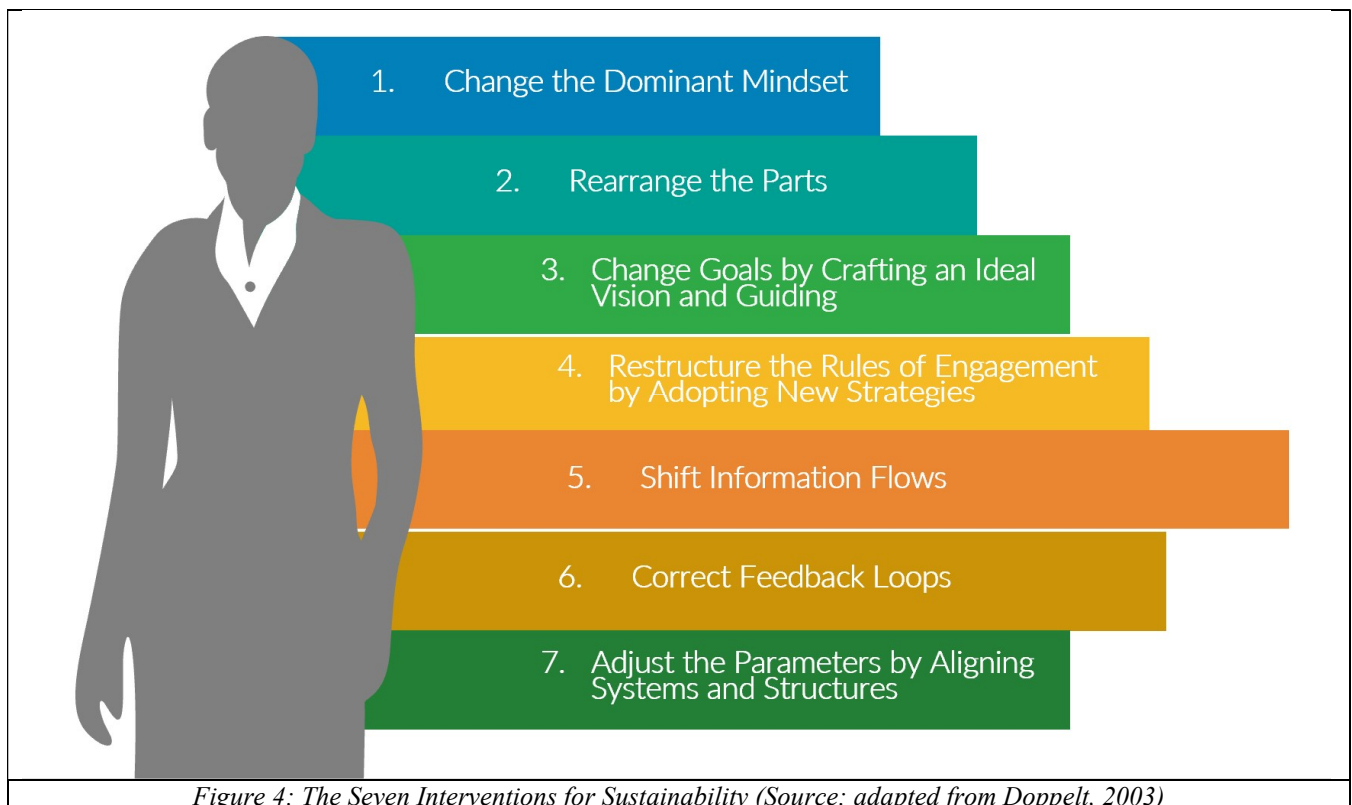 1. Change the Dominant Mindset
2. Rearrange the Parts
3. Change Goals by Crafting an Ideal
Vision and Guiding
4. Restructure the Rules of Engagement
by Adopting New Strategies
5. Shift Information Flows
6. Correct Feedback Loops
7. Adjust the Parameters by Aligning
Systems and Structures
Figure 4: The Seven Interventions for Sustainability (Source: adapted from Doppelt, 2003)